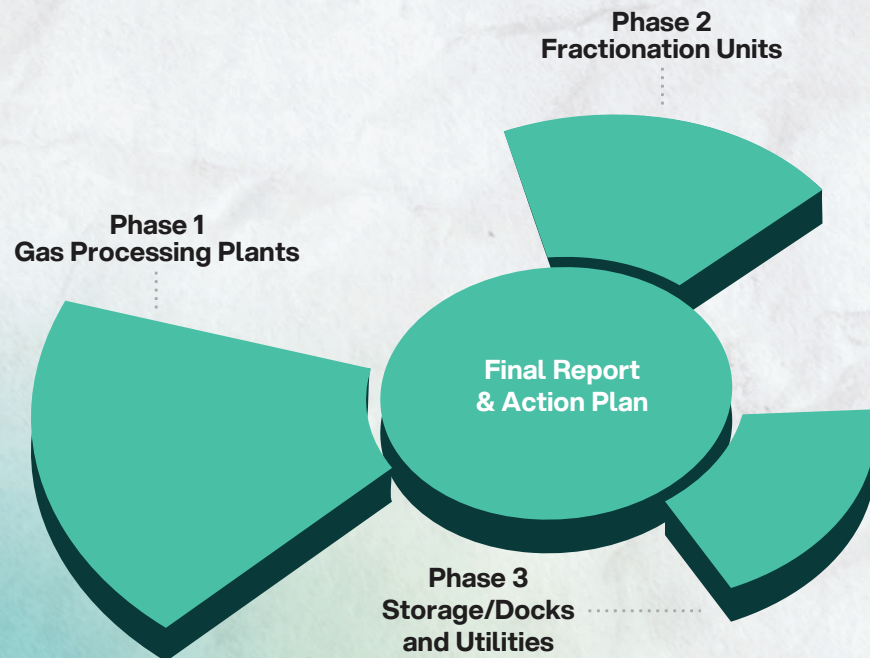 Phase 2
Fractionation Units
Phase 1
Gas Processing Plants
Final Report
& Action Plan
Phase 3
Storage/Docks
and Utilities